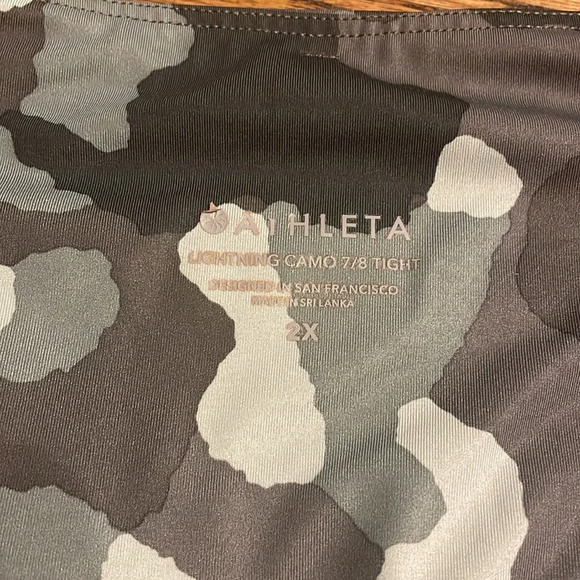 ATHLETA
LIGHTNING CAMO 7/8 TIGHT
DESIGNED IN SAN FRANCISCO
MADE IN SRI LANKA
2X